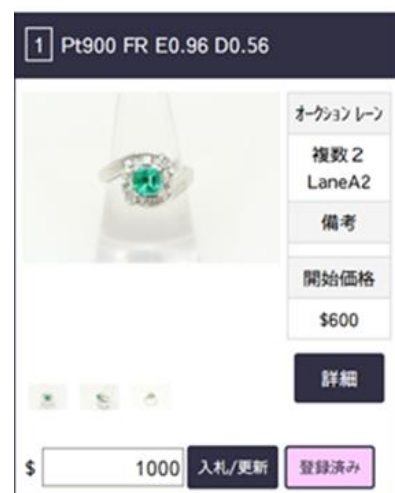 1 Pt900 FR E0.96 D0.56
オークション レーン
複数2
LaneA2
備考
開始価格
$600
詳細
$ 1000 入札/更新 登録済み